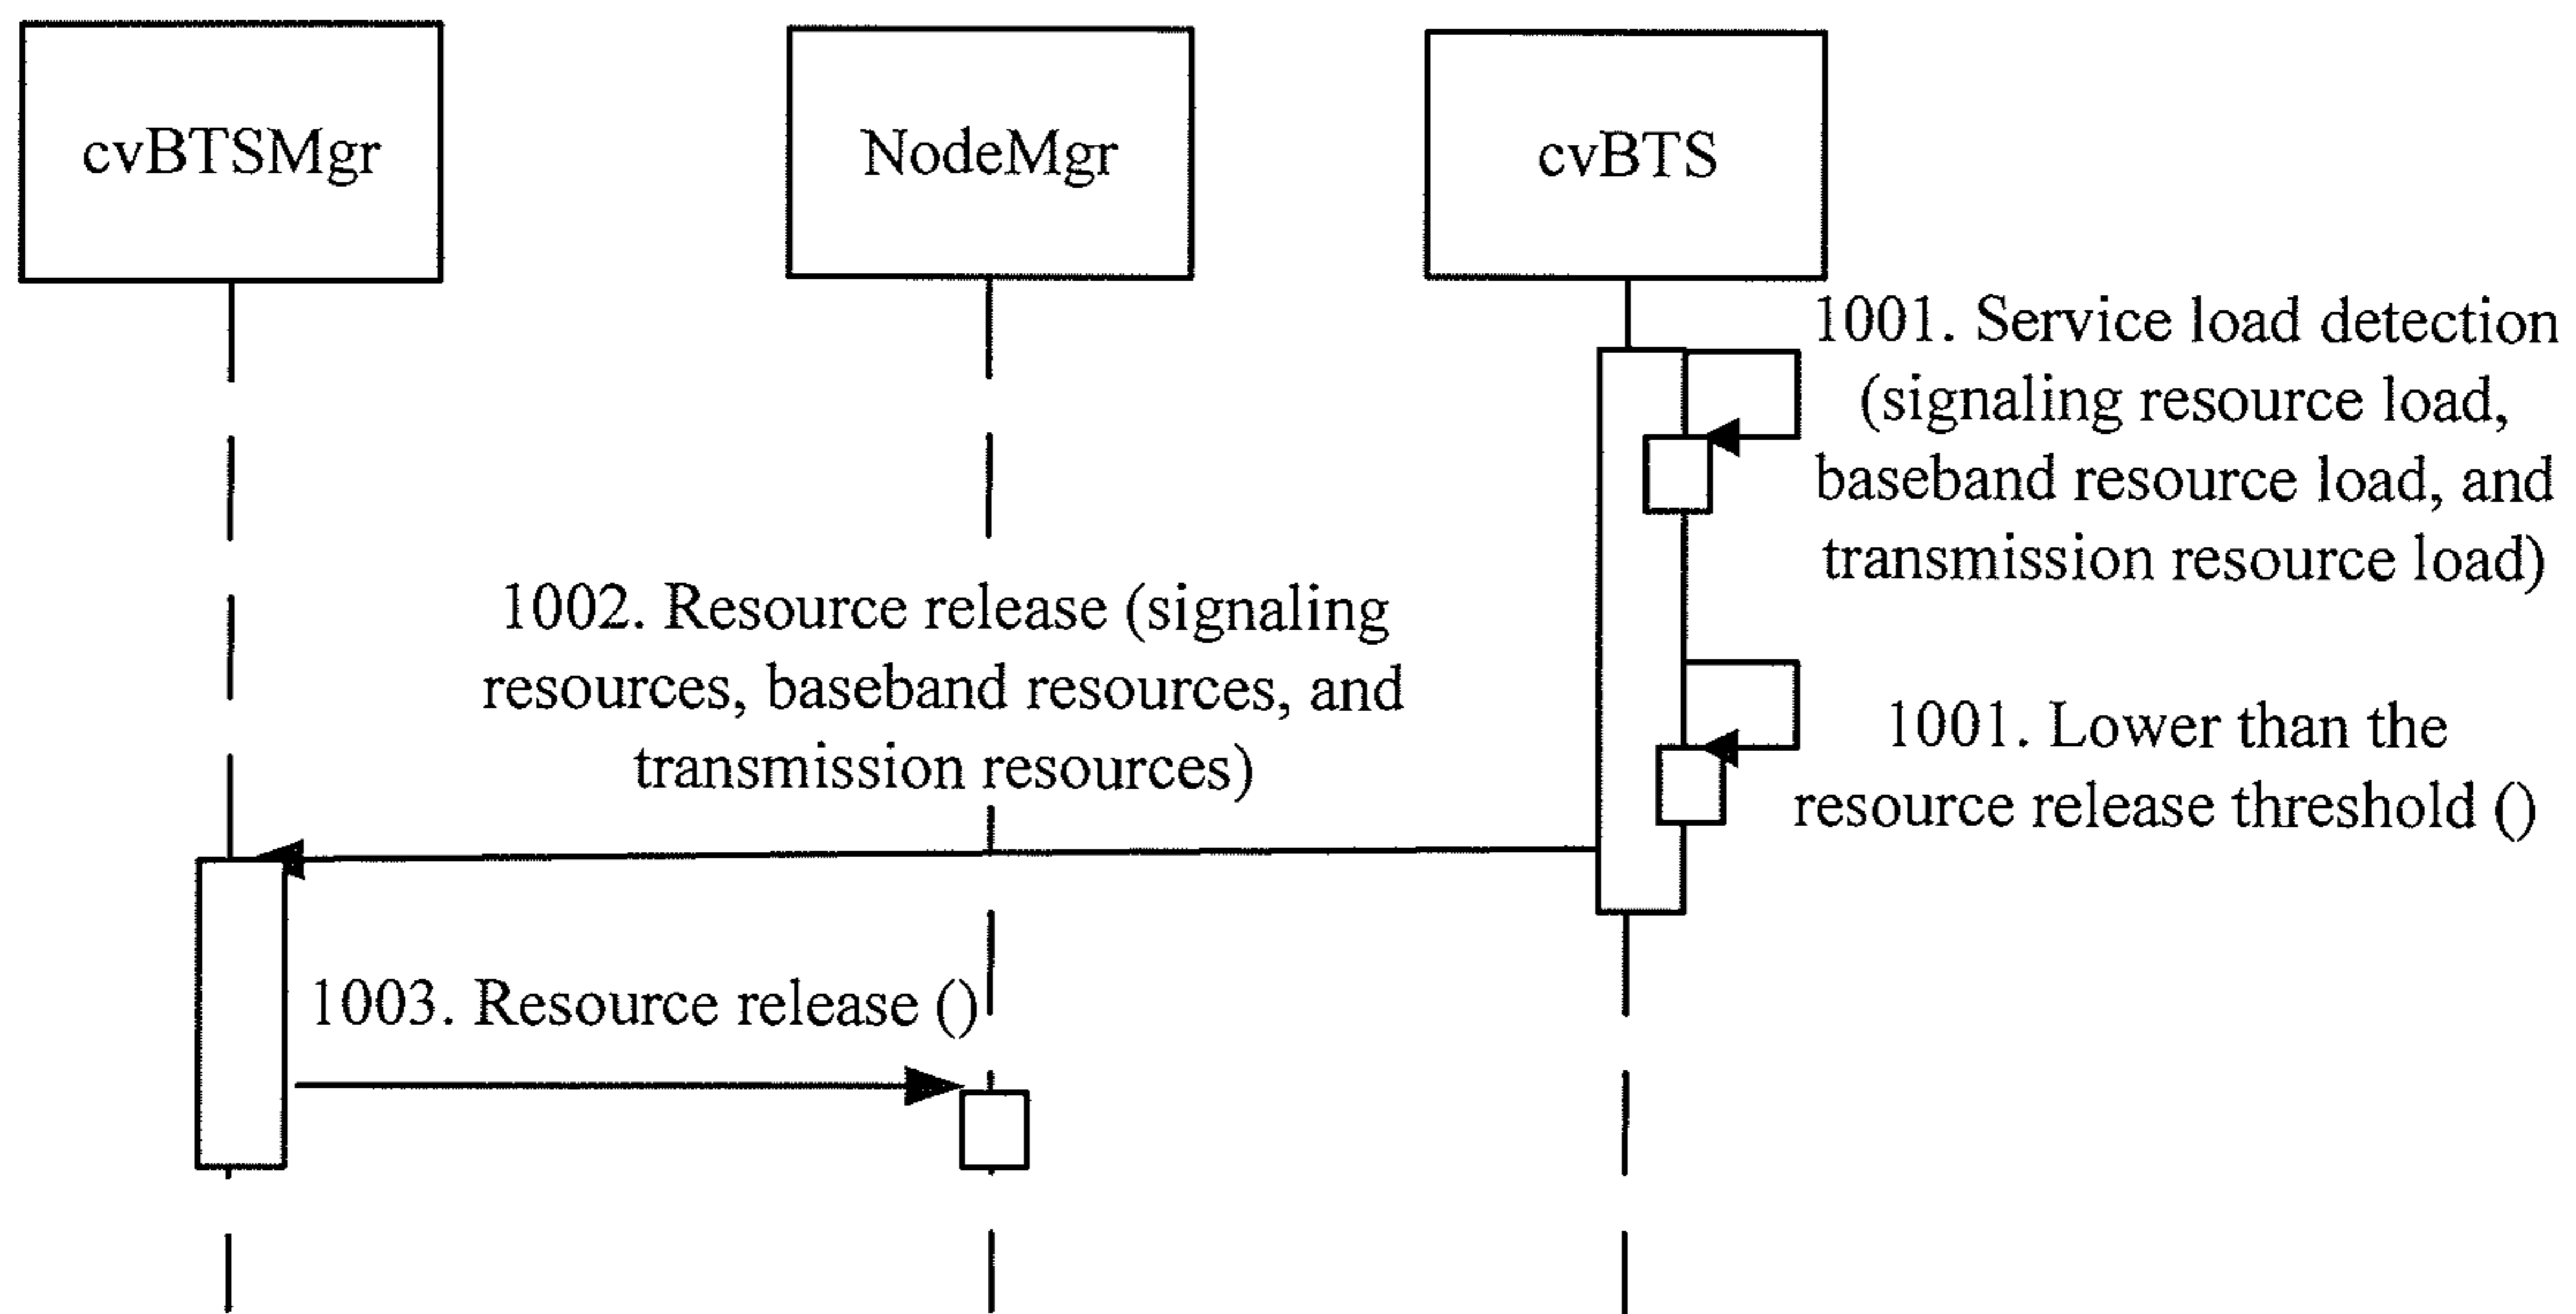 cvBTSMgr
NodeMgr
cvBTS
1001. Service load detection
(signaling resource load,
baseband resource load, and
transmission resource load)
1002. Resource release (signaling
resources, baseband resources, and
transmission resources)
1001. Lower than the
resource release threshold ()
1003. Resource release ()